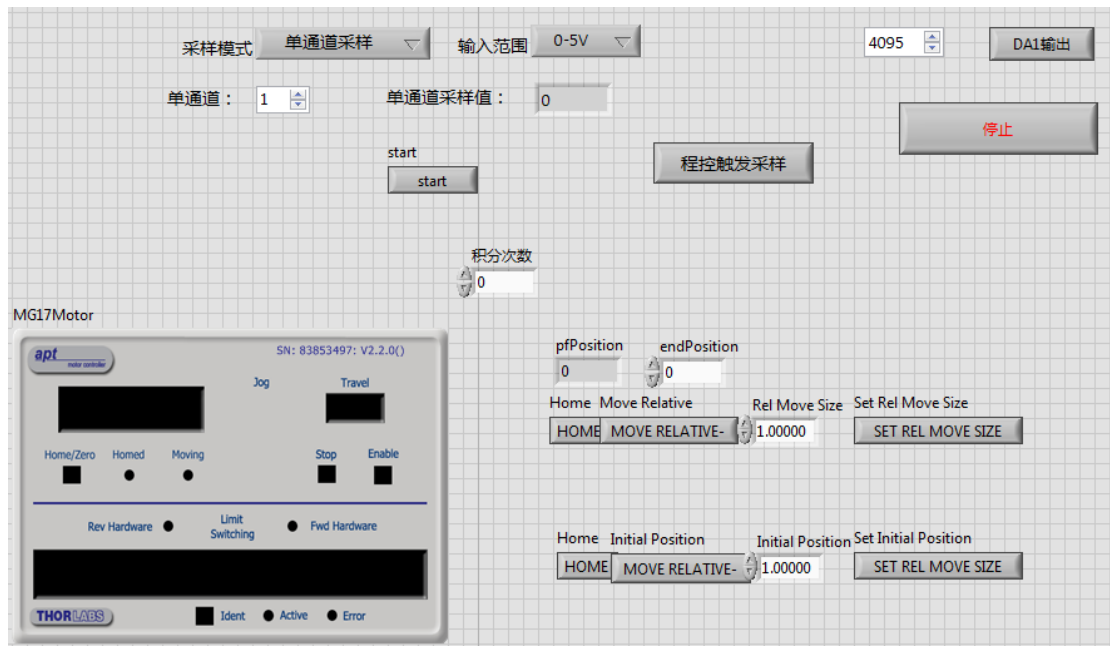 采样模式 单通道采样 输入范围 0-5V 4095 DA1输出
单通道： 1 单通道采样值： 0
停止
start
start 程控触发采样
积分次数
0
MG17Motor
apt
motor controller
SN: 83853497: V2.2.0()
Jog Travel
Home/Zero Homed Moving Stop Enable
Rev Hardware Limit Switching Fwd Hardware
THORLABS Ident Active Error
pfPosition endPosition
0 0
Home Move Relative Rel Move Size Set Rel Move Size
HOME MOVE RELATIVE- 1.00000 SET REL MOVE SIZE
Home Initial Position Initial Position Set Initial Position
HOME MOVE RELATIVE- 1.00000 SET REL MOVE SIZE